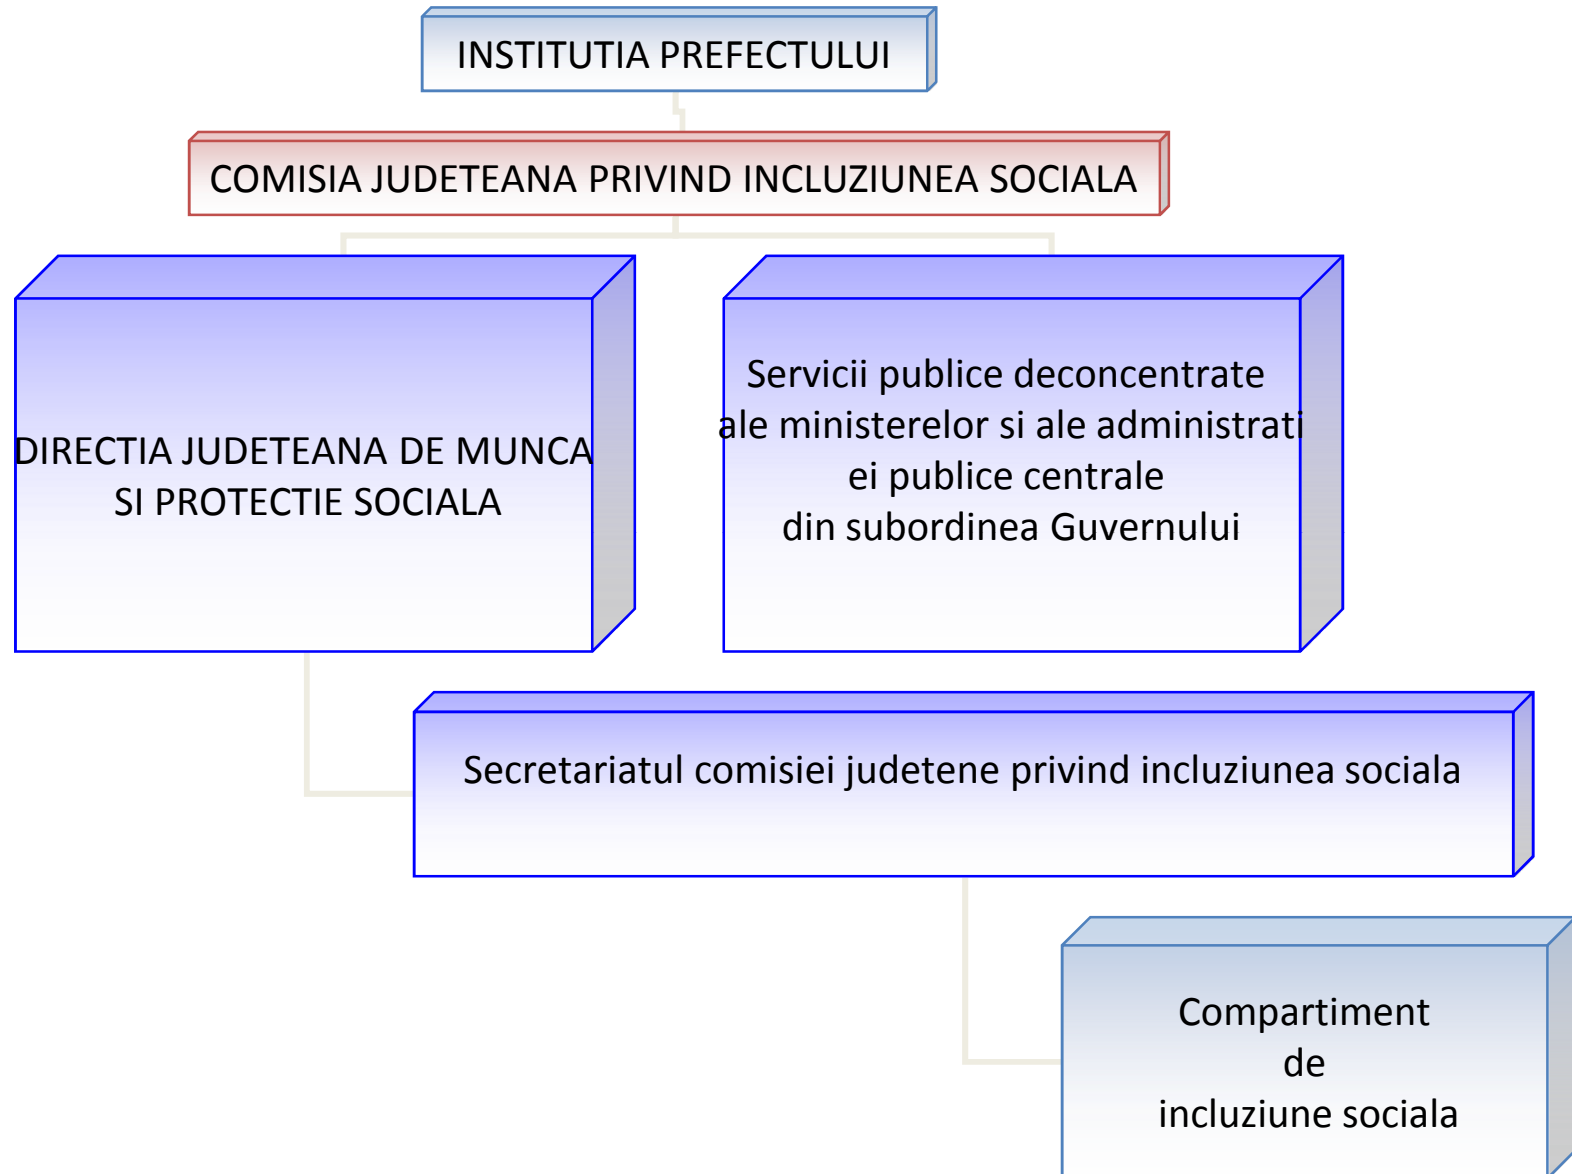 INSTITUTIA PREFECTULUI
COMISIA JUDETEANA PRIVIND INCLUZIUNEA SOCIALA
DIRECTIA JUDETEANA DE MUNCA
SI PROTECTIE SOCIALA
Servicii publice deconcentrate
ale ministerelor si ale administrati
ei publice centrale
din subordinea Guvernului
Secretariatul comisiei judetene privind incluziunea sociala
Compartiment
de
incluziune sociala